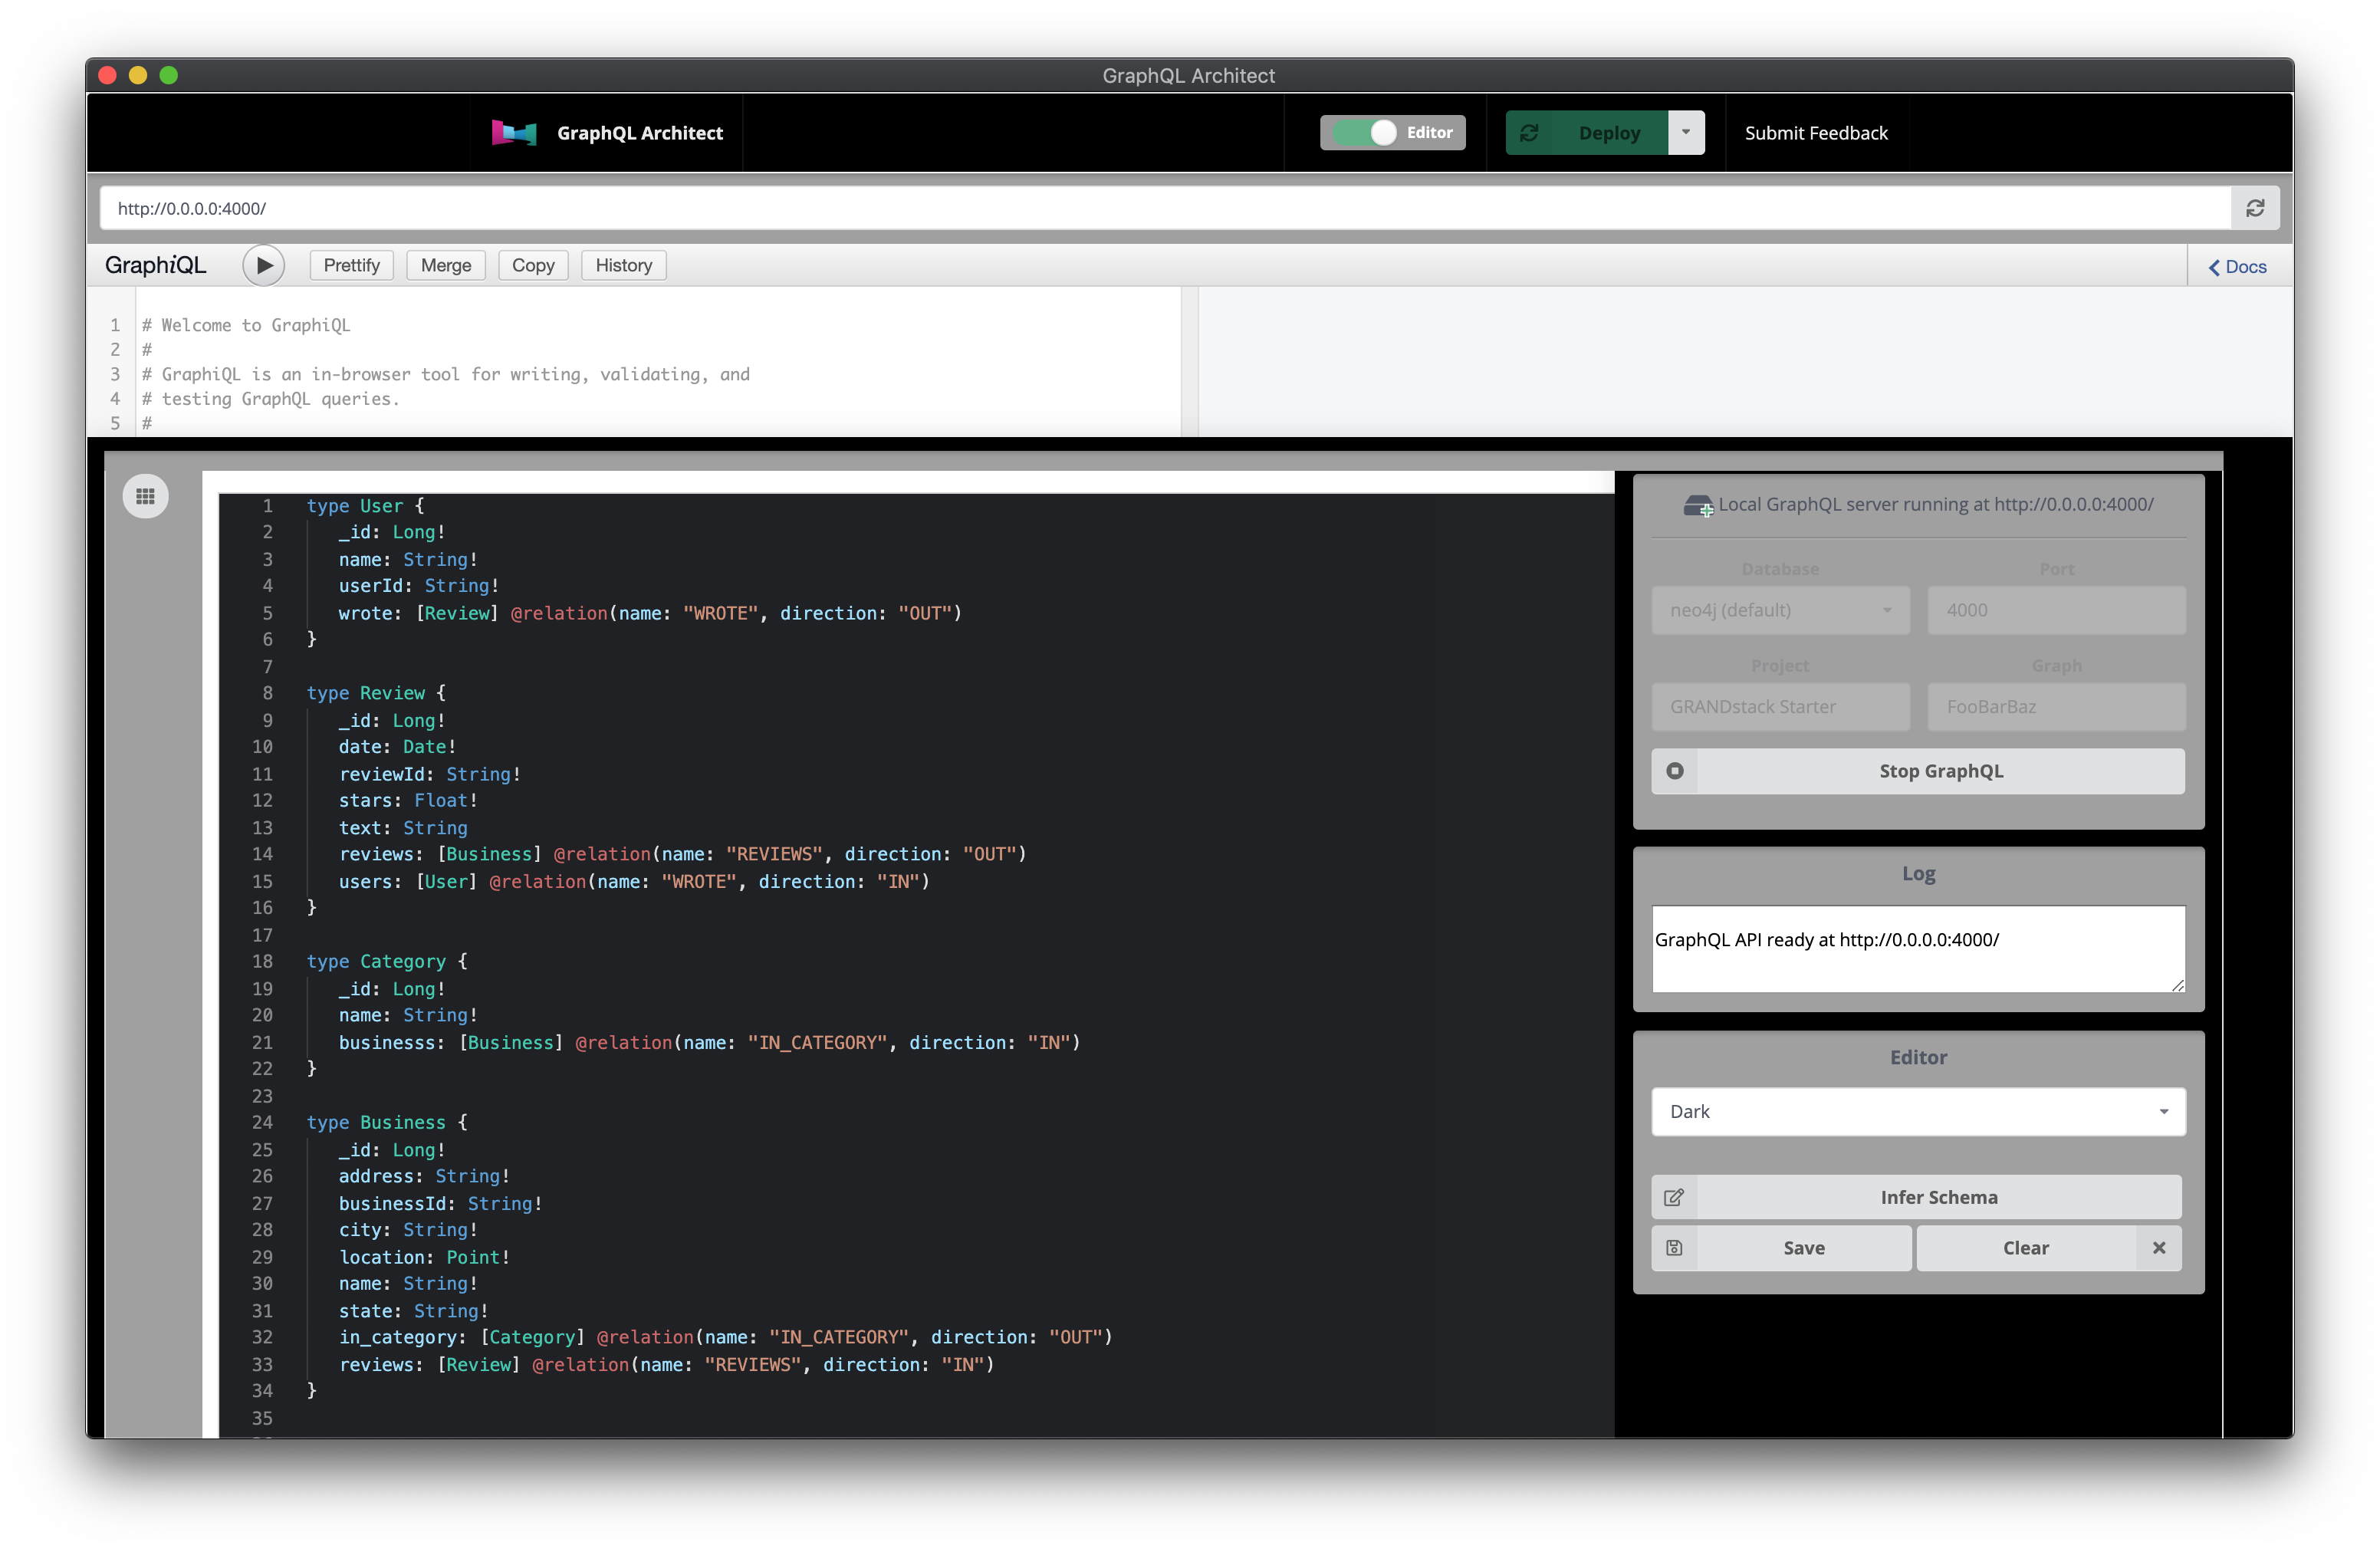 GraphQL Architect
GraphQL Architect
Editor
Deploy
Submit Feedback
http://0.0.0.0:4000/
GraphiQL
Prettify
Merge
Copy
History
Docs
1 # Welcome to GraphiQL
2 #
3 # GraphiQL is an in-browser tool for writing, validating, and
4 # testing GraphQL queries.
5 #
1 type User {
2 _id: Long!
3 name: String!
4 userId: String!
5 wrote: [Review] @relation(name: "WROTE", direction: "OUT")
6 }
7
8 type Review {
9 _id: Long!
10 date: Date!
11 reviewId: String!
12 stars: Float!
13 text: String
14 reviews: [Business] @relation(name: "REVIEWS", direction: "OUT")
15 users: [User] @relation(name: "WROTE", direction: "IN")
16 }
17
18 type Category {
19 _id: Long!
20 name: String!
21 businesss: [Business] @relation(name: "IN_CATEGORY", direction: "IN")
22 }
23
24 type Business {
25 _id: Long!
26 address: String!
27 businessId: String!
28 city: String!
29 location: Point!
30 name: String!
31 state: String!
32 in_category: [Category] @relation(name: "IN_CATEGORY", direction: "OUT")
33 reviews: [Review] @relation(name: "REVIEWS", direction: "IN")
34 }
35
Local GraphQL server running at http://0.0.0.0:4000/
Database
Port
neo4j (default)
4000
Project
Graph
GRANDstack Starter
FooBarBaz
Stop GraphQL
Log
GraphQL API ready at http://0.0.0.0:4000/
Editor
Dark
Infer Schema
Save
Clear